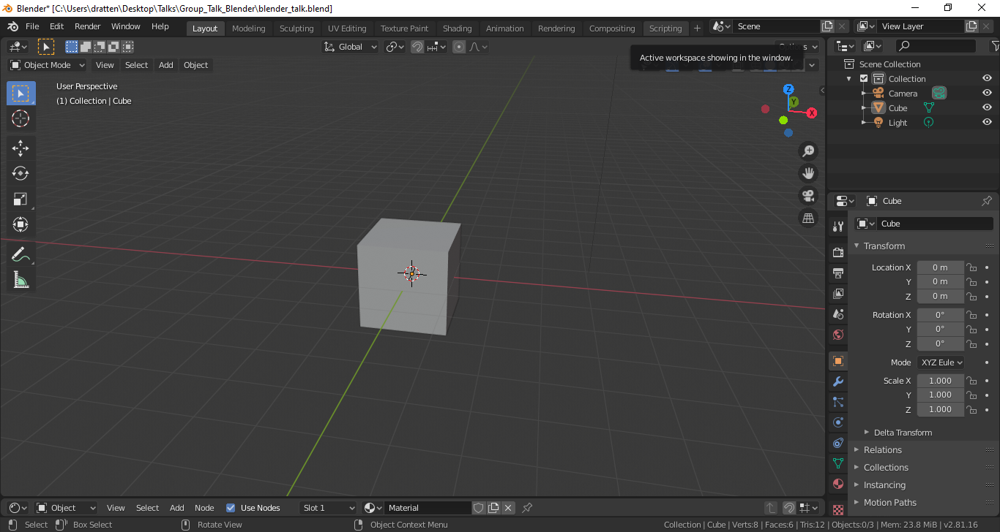 Blender* [C:\Users\dratten\Desktop\Talks\Group_Talk_Blender\blender_talk.blend]
File Edit Render Window Help Layout Modeling Sculpting UV Editing Texture Paint Shading Animation Rendering Compositing Scripting + Scene View Layer
Global
Active workspace showing in the window.
Object Mode View Select Add Object
User Perspective
(1) Collection | Cube
Z
Y
X
Scene Collection
Collection
Camera
Cube
Light
Cube
Cube
Transform
Location X 0 m
Y 0 m
Z 0 m
Rotation X 0°
Y 0°
Z 0°
Mode XYZ Eule
Scale X 1.000
Y 1.000
Z 1.000
Delta Transform
Relations
Collections
Instancing
Motion Paths
Object View Select Add Node Use Nodes Slot 1 Material
Select Box Select Rotate View Object Context Menu Collection | Cube | Verts:8 | Faces:6 | Tris:12 | Objects:0/3 | Mem: 23.8 MiB | v2.81.16